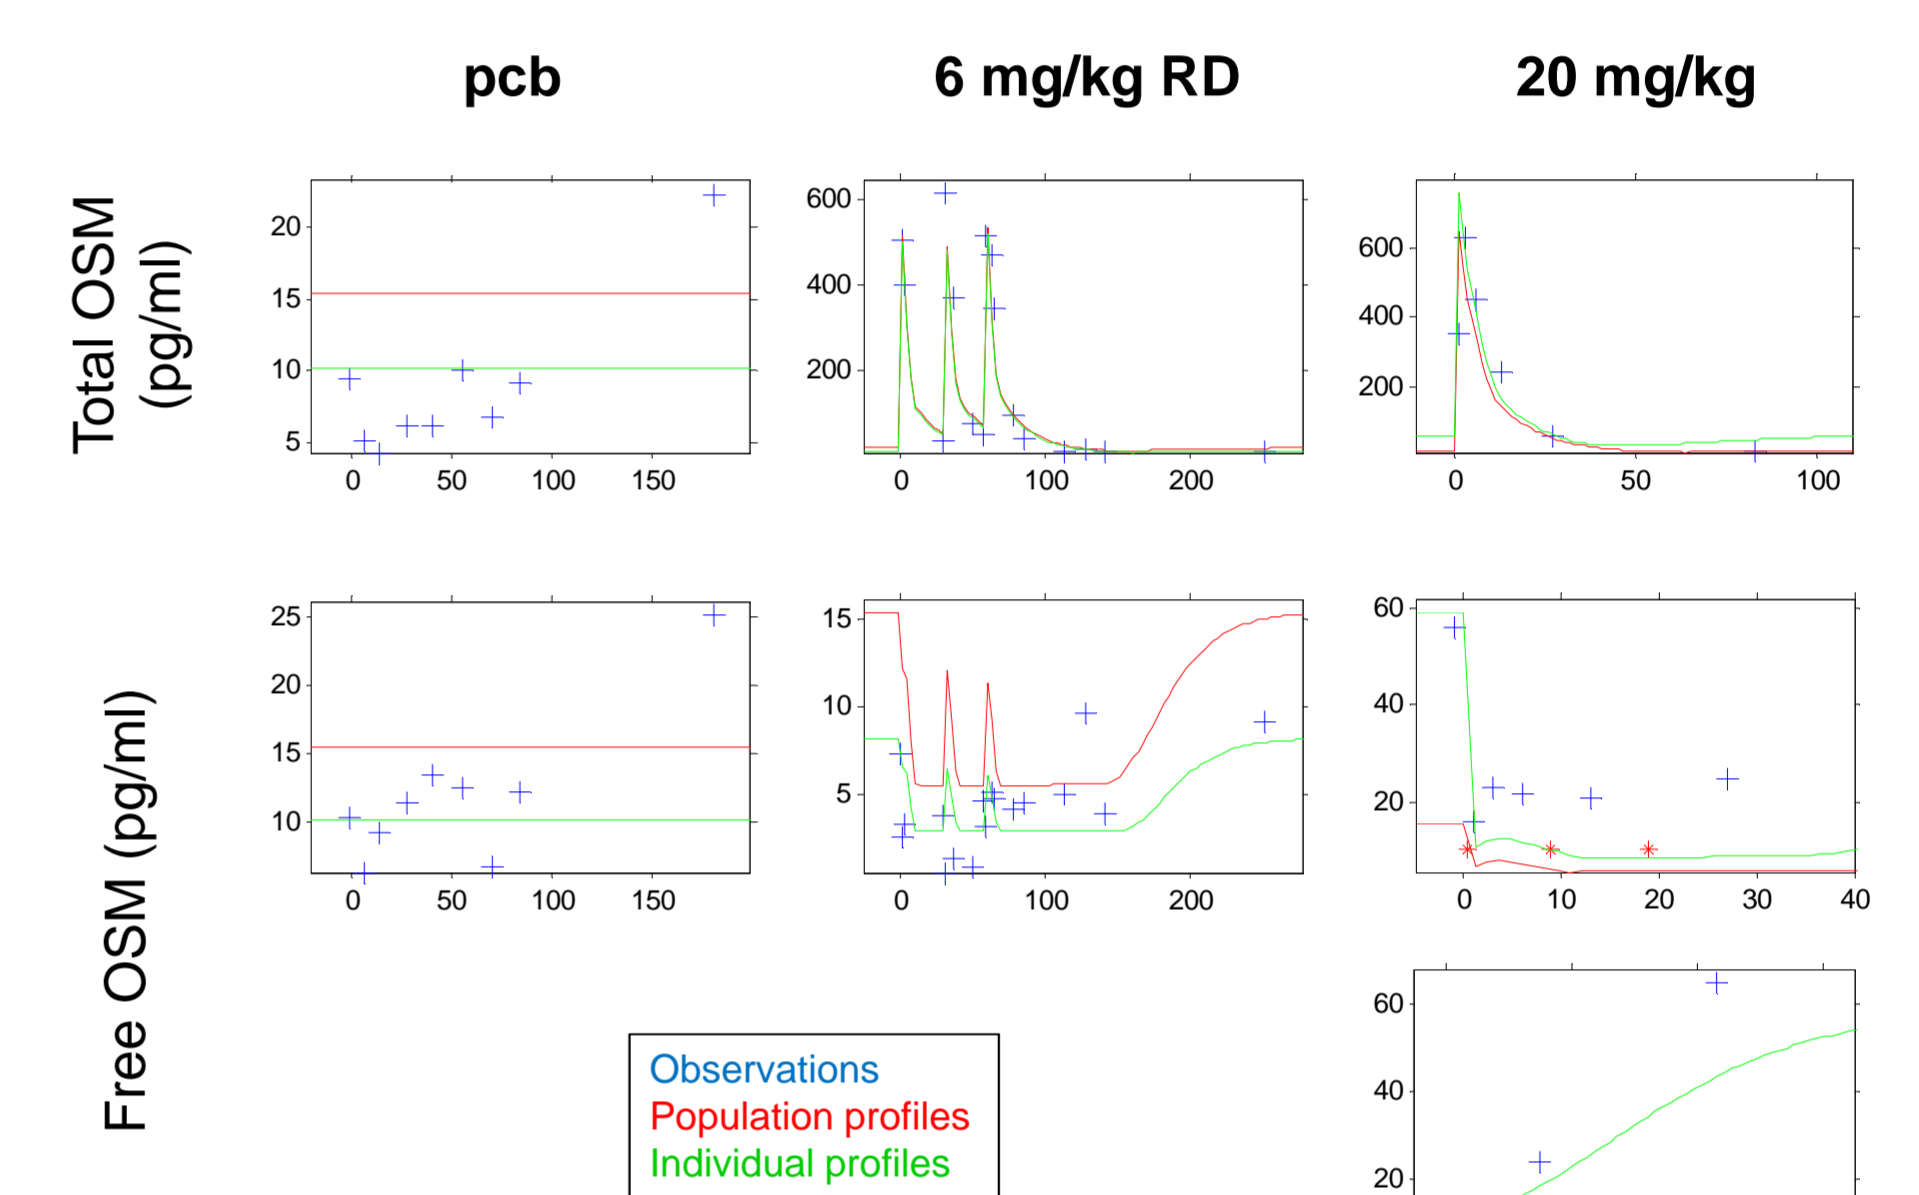 pcb
6 mg/kg RD
20 mg/kg
Total OSM
(pg/ml)
20
15
10
5
0 50 100 150
600
400
200
0 100 200
600
400
200
0 50 100
Free OSM (pg/ml)
25
20
15
10
0 50 100 150
15
10
5
0 100 200
60
40
20
0 10 20 30 40
60
40
20
Observations
Population profiles
Individual profiles